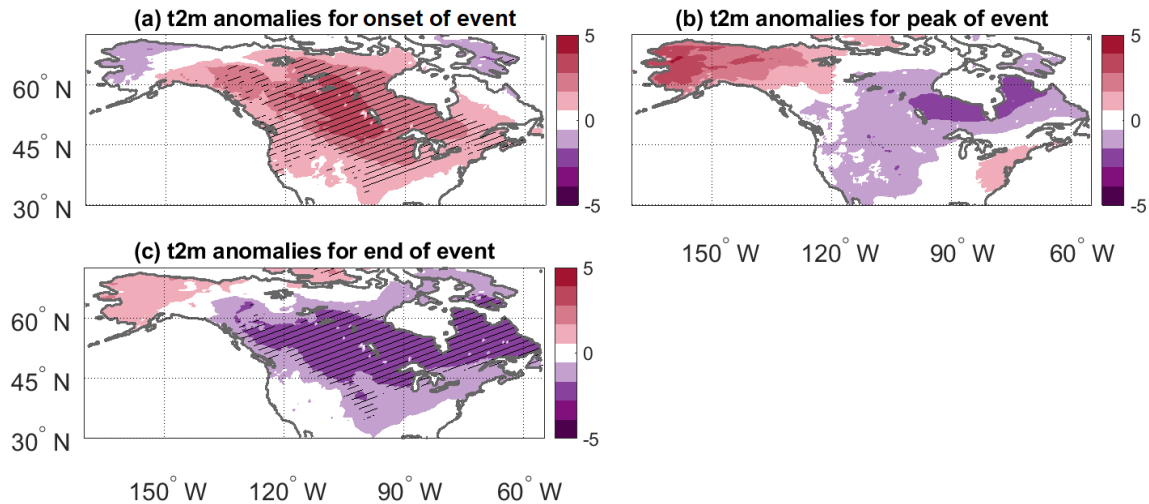 (a) t2m anomalies for onset of event
(b) t2m anomalies for peak of event
5
0
-5
60° N
45° N
30° N
5
0
-5
150° W 120° W 90° W 60° W
(c) t2m anomalies for end of event
5
0
-5
60° N
45° N
30° N
150° W 120° W 90° W 60° W